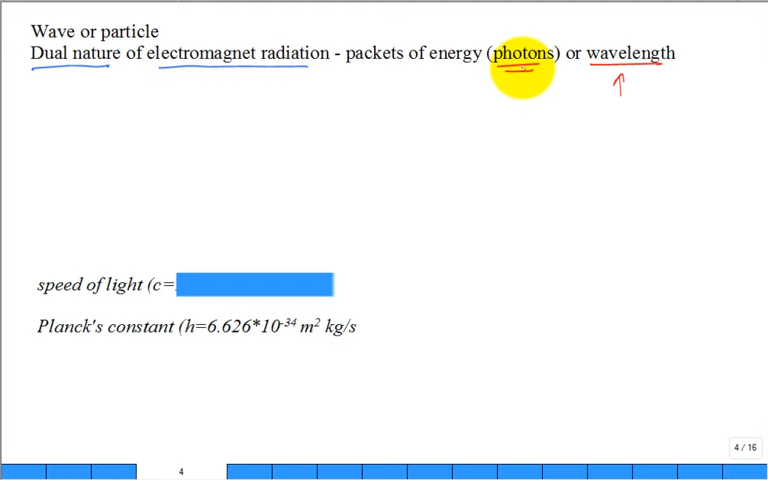 Wave or particle
Dual nature of electromagnet radiation - packets of energy (photons) or wavelength
speed of light (c=
Planck's constant (h=6.626*10⁻³⁴ m² kg/s
4 / 16
4